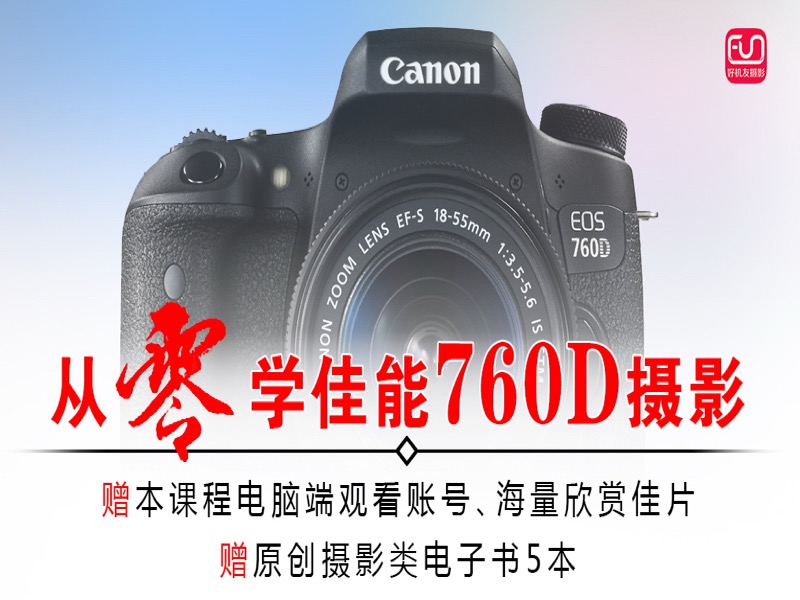 Canon
FUN
好机友摄影
EOS
760D
ZOOM LENS EF-S 18-55mm 1:3.5-5.6 IS
从零学佳能760D摄影
赠本课程电脑端观看账号、海量欣赏佳片
赠原创摄影类电子书5本